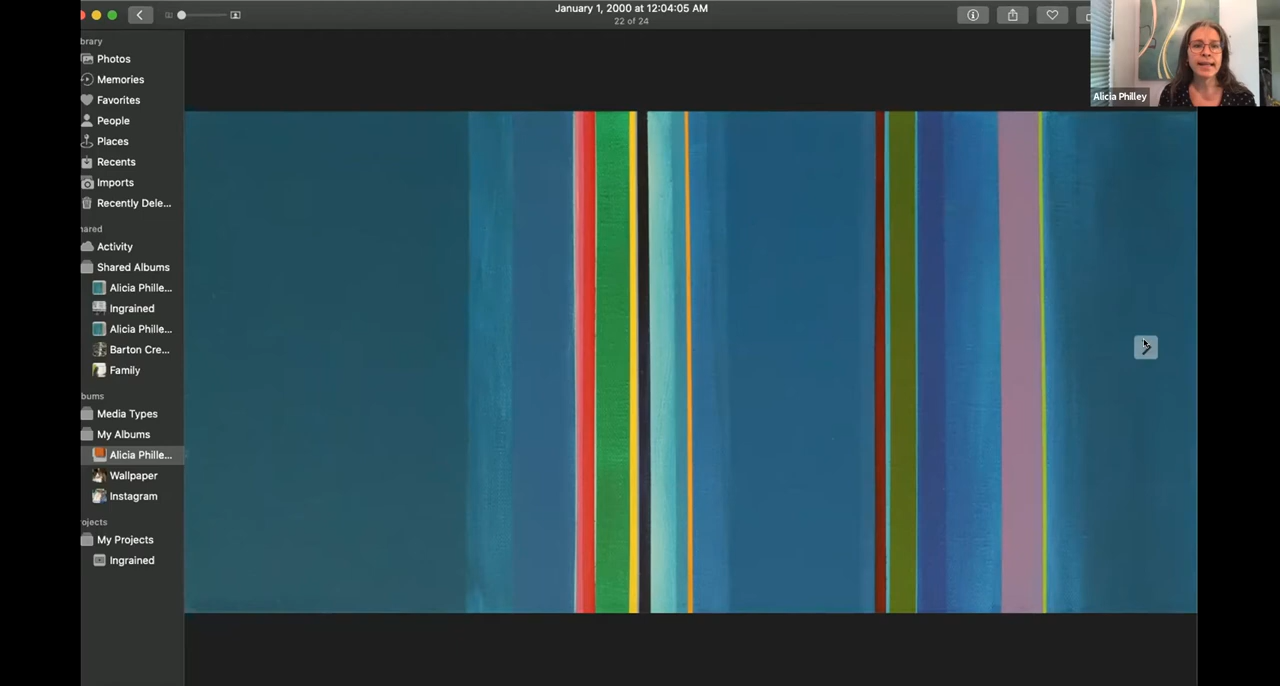 January 1, 2000 at 12:04:05 AM
22 of 24
Alicia Philley
brary
Photos
Memories
Favorites
People
Places
Recents
Imports
Recently Dele...
ared
Activity
Shared Albums
Alicia Phille...
Ingrained
Alicia Phille...
Barton Cre...
Family
bums
Media Types
My Albums
Alicia Phille...
Wallpaper
Instagram
ojects
My Projects
Ingrained